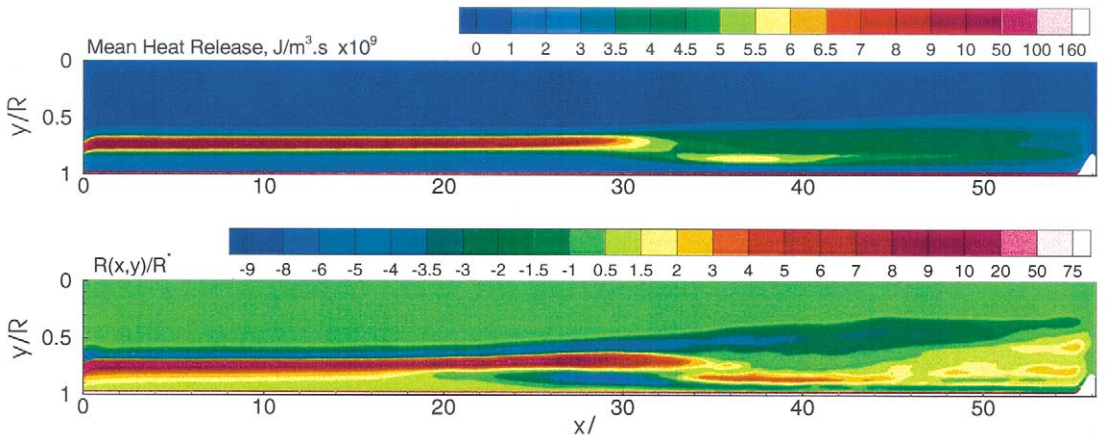 Mean Heat Release, J/m³.s x10⁹
0 1 2 3 3.5 4 4.5 5 5.5 6 6.5 7 8 9 10 50 100 160
y/R
0
0.5
1
0 10 20 30 40 50
R(x,y)/R*
-9 -8 -6 -5 -4 -3.5 -3 -2 -1.5 -1 0.5 1.5 2 3 4 5 6 7 8 9 10 20 50 75
y/R
0
0.5
1
0 10 20 30 40 50
x/